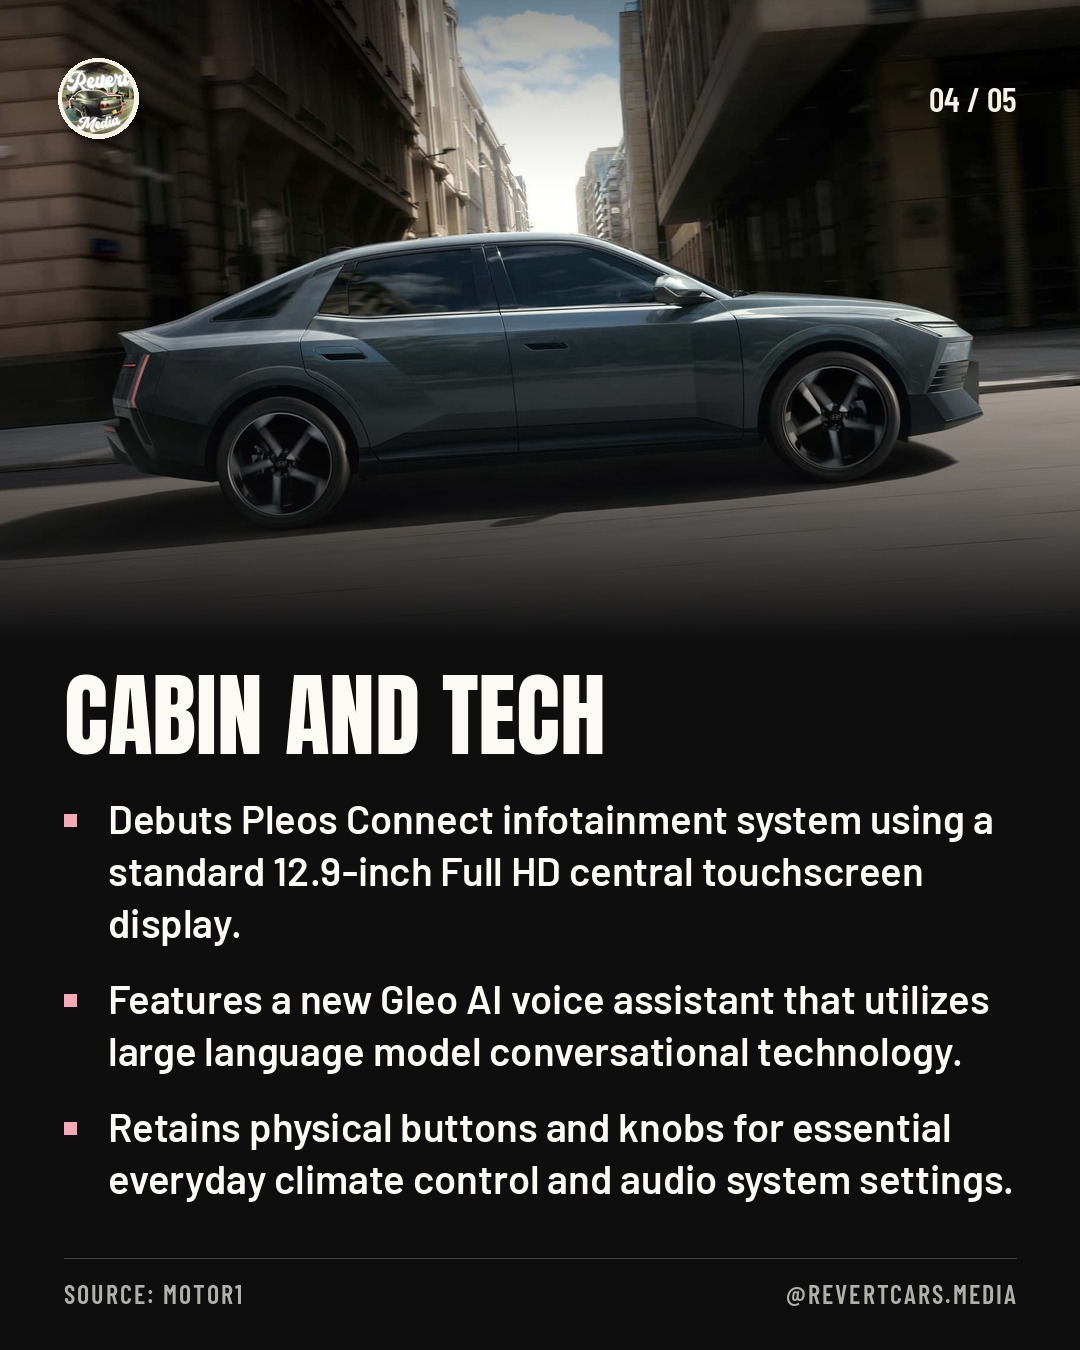 Revert
Media
04 / 05
CABIN AND TECH
Debuts Pleos Connect infotainment system using a
standard 12.9-inch Full HD central touchscreen
display.
Features a new Gleo AI voice assistant that utilizes
large language model conversational technology.
Retains physical buttons and knobs for essential
everyday climate control and audio system settings.
SOURCE: MOTOR1
@REVERTCARS.MEDIA